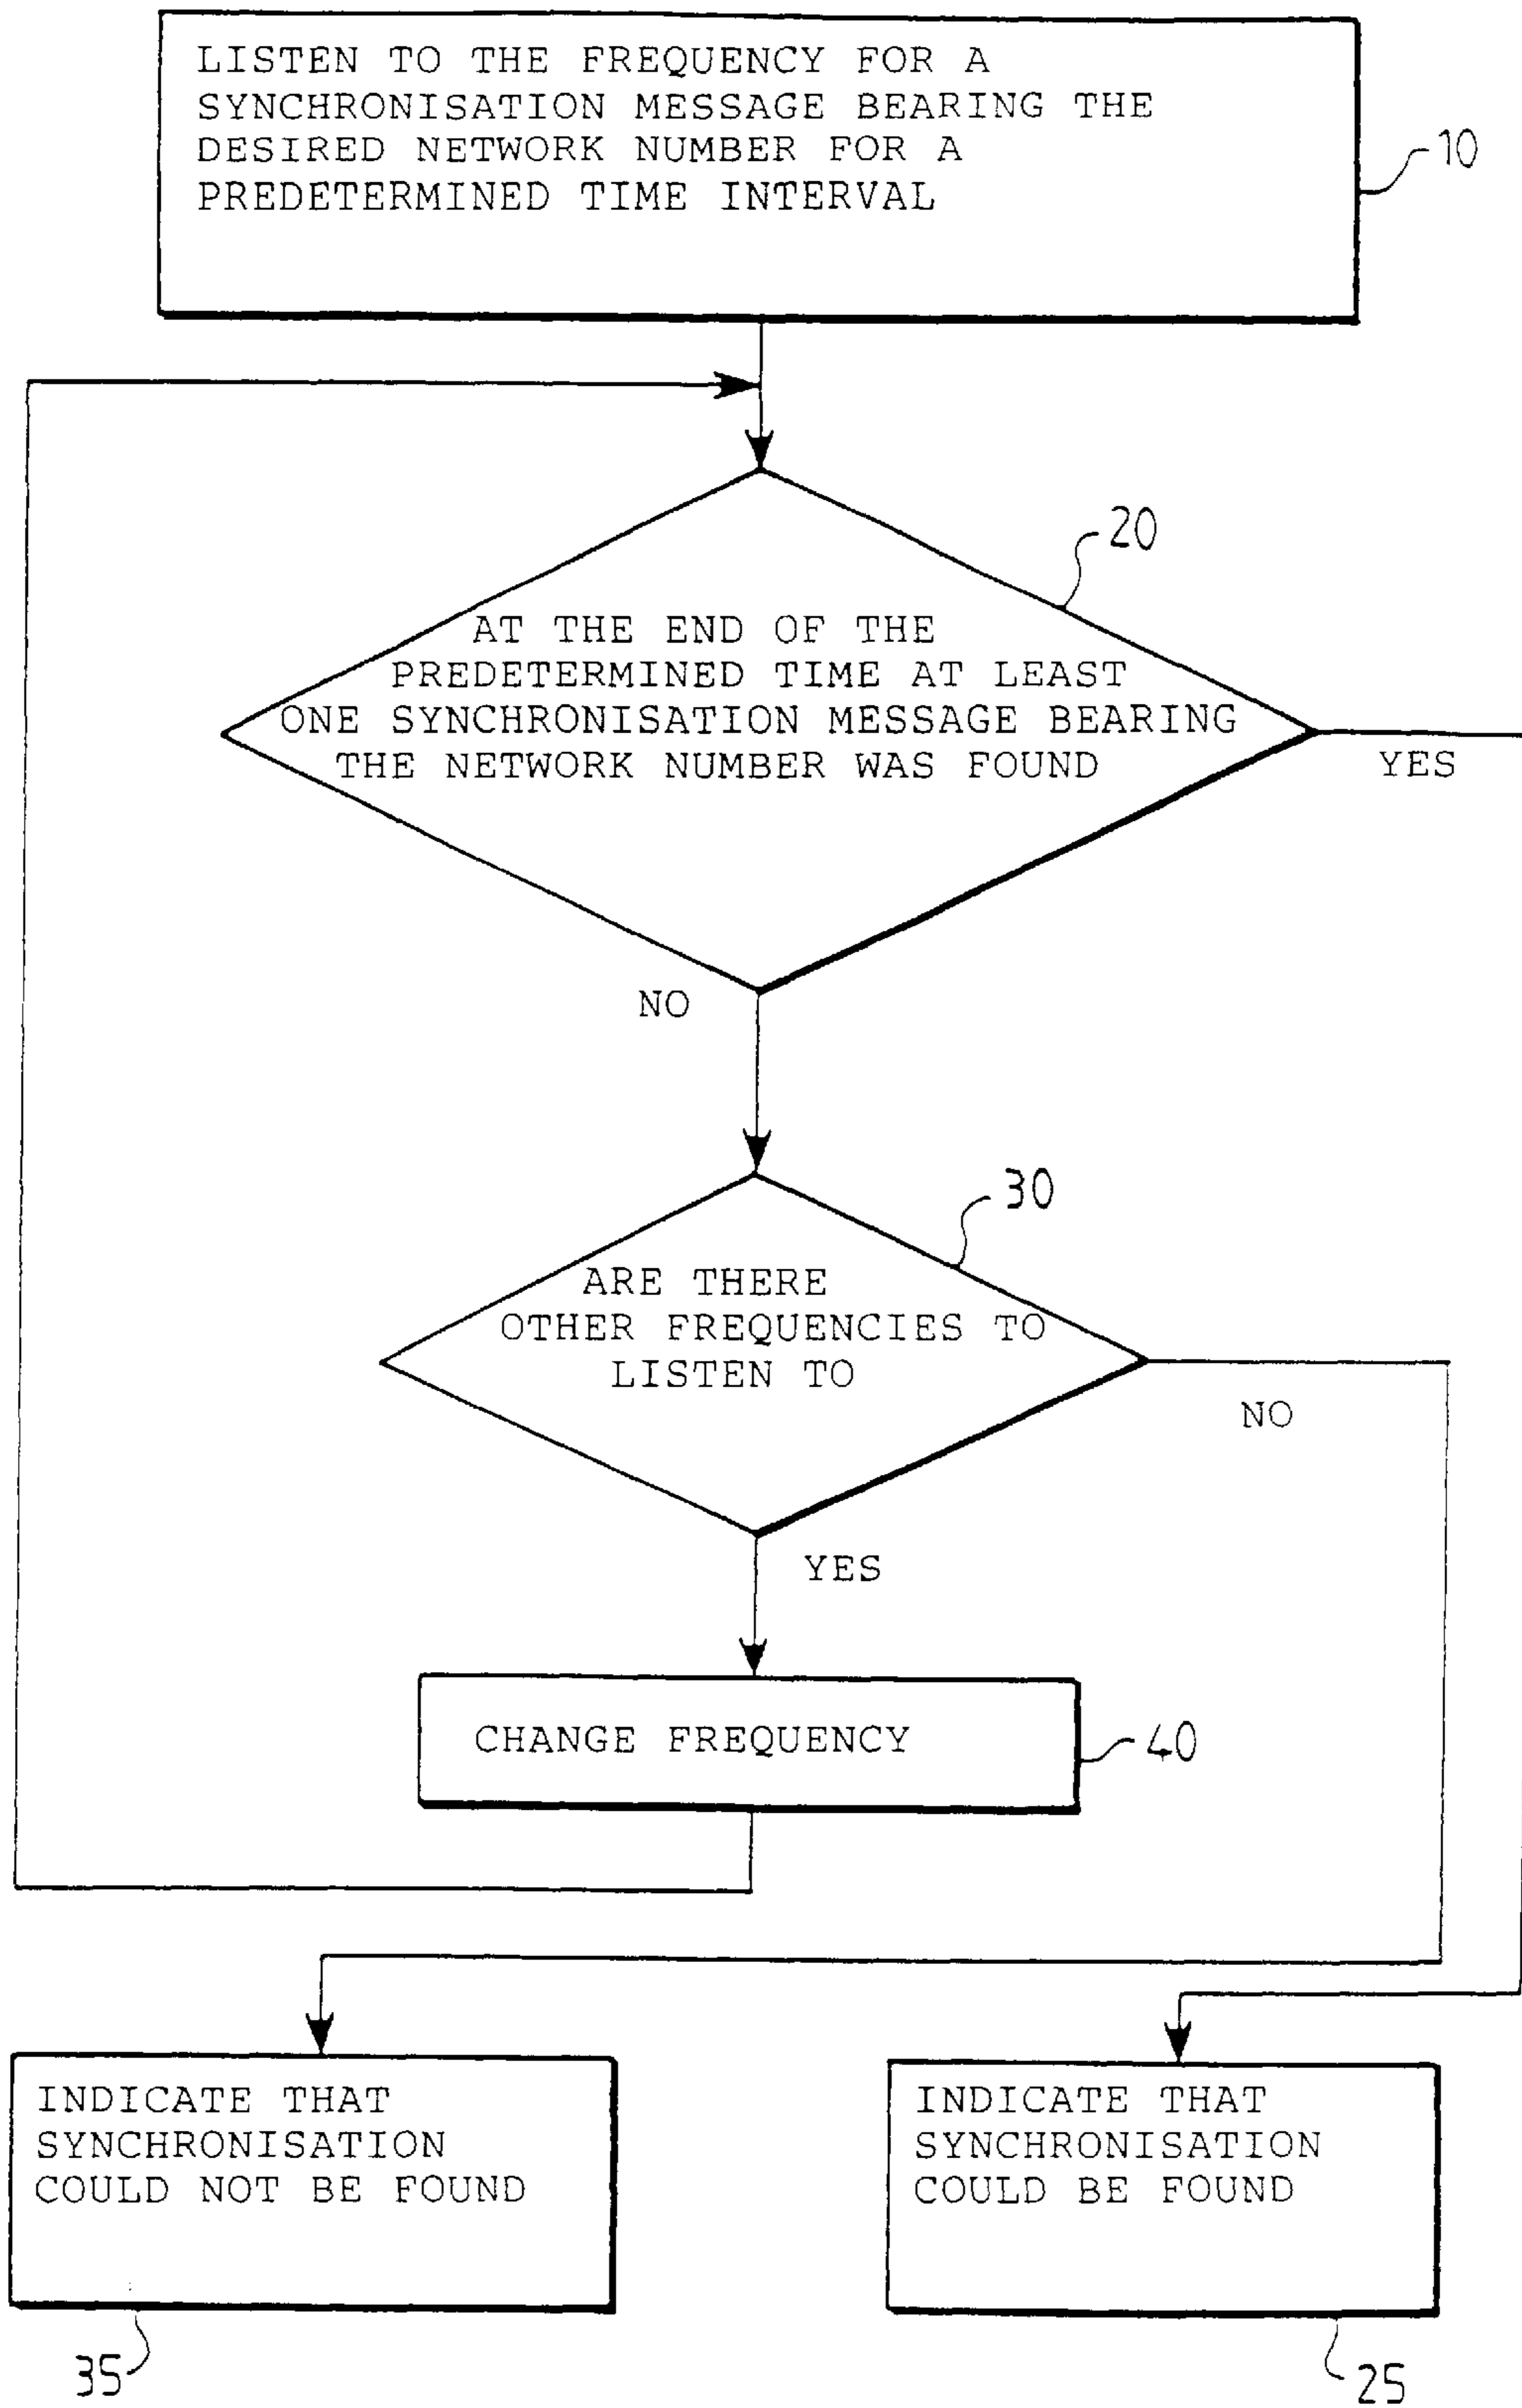 LISTEN TO THE FREQUENCY FOR A
SYNCHRONISATION MESSAGE BEARING THE
DESIRED NETWORK NUMBER FOR A
PREDETERMINED TIME INTERVAL
10
20
AT THE END OF THE
PREDETERMINED TIME AT LEAST
ONE SYNCHRONISATION MESSAGE BEARING
THE NETWORK NUMBER WAS FOUND
YES
NO
30
ARE THERE
OTHER FREQUENCIES TO
LISTEN TO
NO
YES
CHANGE FREQUENCY
40
INDICATE THAT
SYNCHRONISATION
COULD NOT BE FOUND
35
INDICATE THAT
SYNCHRONISATION
COULD BE FOUND
25